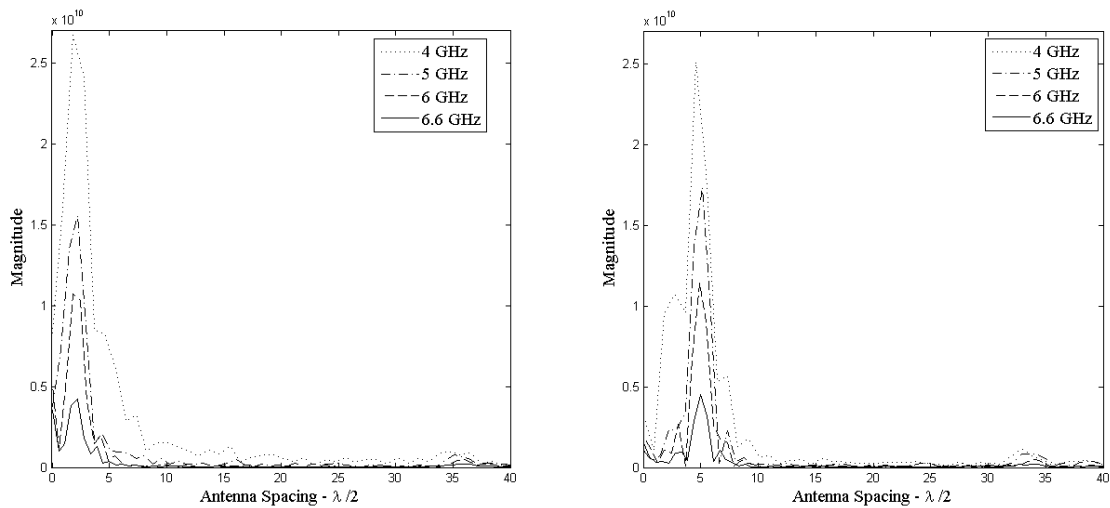 x 10^10
2.5
2
1.5
1
0.5
0
0 5 10 15 20 25 30 35 40
Magnitude
Antenna Spacing - λ /2
4 GHz
5 GHz
6 GHz
6.6 GHz
x 10^10
2.5
2
1.5
1
0.5
0
0 5 10 15 20 25 30 35 40
Magnitude
Antenna Spacing - λ /2
4 GHz
5 GHz
6 GHz
6.6 GHz